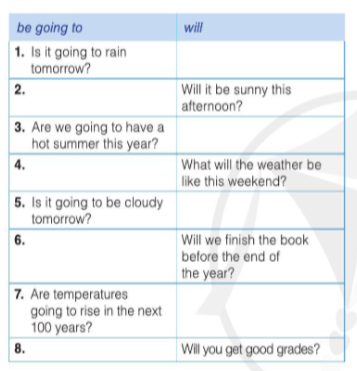 be going to will
1. Is it going to rain
tomorrow?
2. Will it be sunny this
afternoon?
3. Are we going to have a
hot summer this year?
4. What will the weather be
like this weekend?
5. Is it going to be cloudy
tomorrow?
6. Will we finish the book
before the end of
the year?
7. Are temperatures
going to rise in the next
100 years?
8. Will you get good grades?